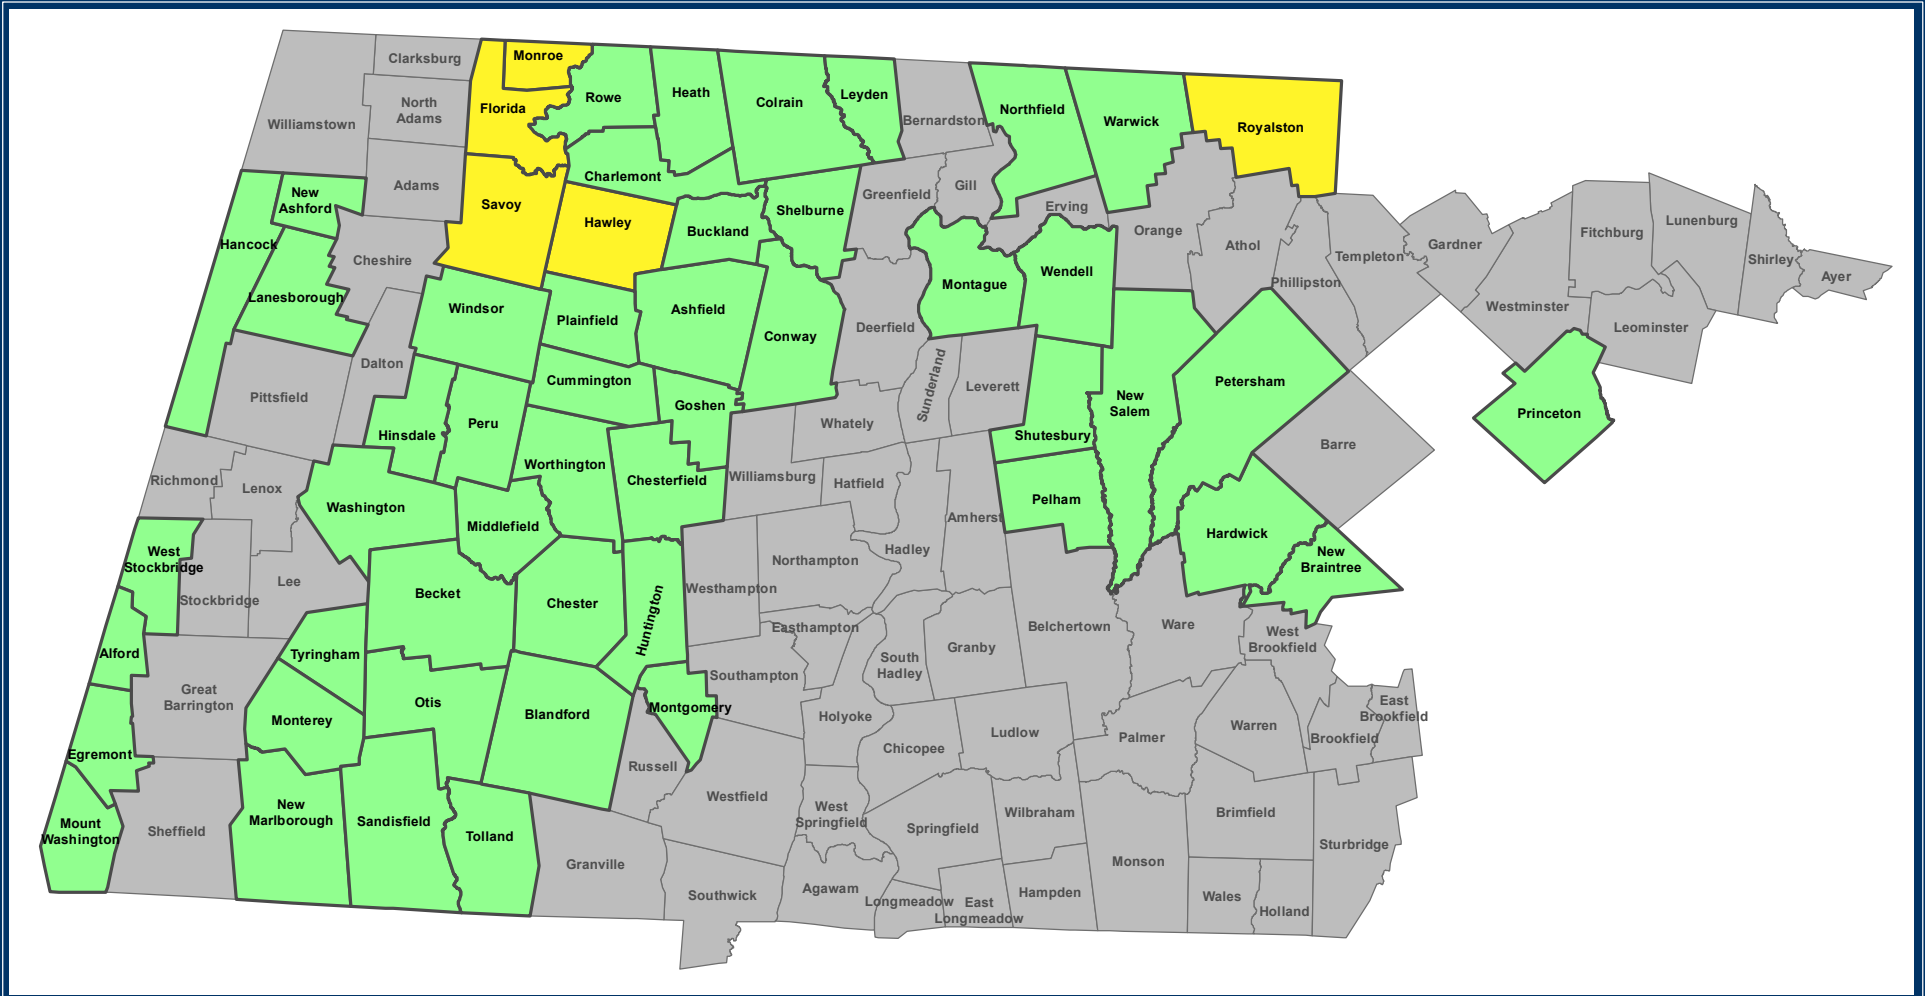 Clarksburg
Monroe
Williamstown
North
Adams
Florida
Rowe
Heath
Colrain
Leyden
Bernardston
Northfield
Warwick
Royalston
Adams
Charlemont
New
Ashford
Savoy
Hawley
Buckland
Shelburne
Greenfield
Gill
Erving
Orange
Athol
Templeton
Gardner
Fitchburg
Lunenburg
Shirley
Ayer
Hancock
Cheshire
Lanesborough
Windsor
Plainfield
Ashfield
Conway
Deerfield
Montague
Wendell
Phillipston
Westminster
Leominster
Dalton
Pittsfield
Cummington
Goshen
Sunderland
Leverett
New
Salem
Petersham
Princeton
Hinsdale
Peru
Whately
Shutesbury
Barre
Worthington
Chesterfield
Williamsburg
Hatfield
Richmond
Lenox
Washington
Middlefield
Amherst
Pelham
Hardwick
New
Braintree
West
Stockbridge
Stockbridge
Lee
Becket
Chester
Huntington
Westhampton
Northampton
Hadley
Easthampton
Belchertown
Ware
West
Brookfield
Alford
Tyringham
Southampton
South
Hadley
Granby
Great
Barrington
Monterey
Otis
Blandford
Montgomery
Holyoke
Chicopee
Ludlow
Palmer
Warren
Brookfield
East
Brookfield
Egremont
Russell
Westfield
Mount
Washington
Sheffield
New
Marlborough
Sandisfield
Tolland
West
Springfield
Springfield
Wilbraham
Brimfield
Sturbridge
Granville
Southwick
Agawam
Longmeadow
East
Longmeadow
Hampden
Monson
Wales
Holland